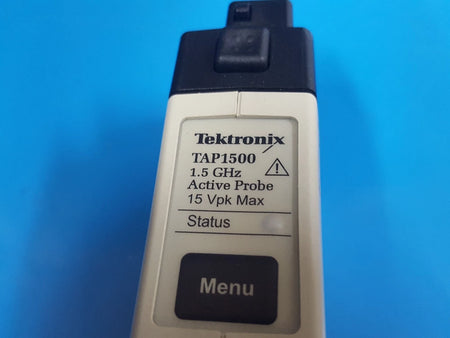 Tektronix
TAP1500
1.5 GHz
Active Probe
15 Vpk Max
Status
Menu